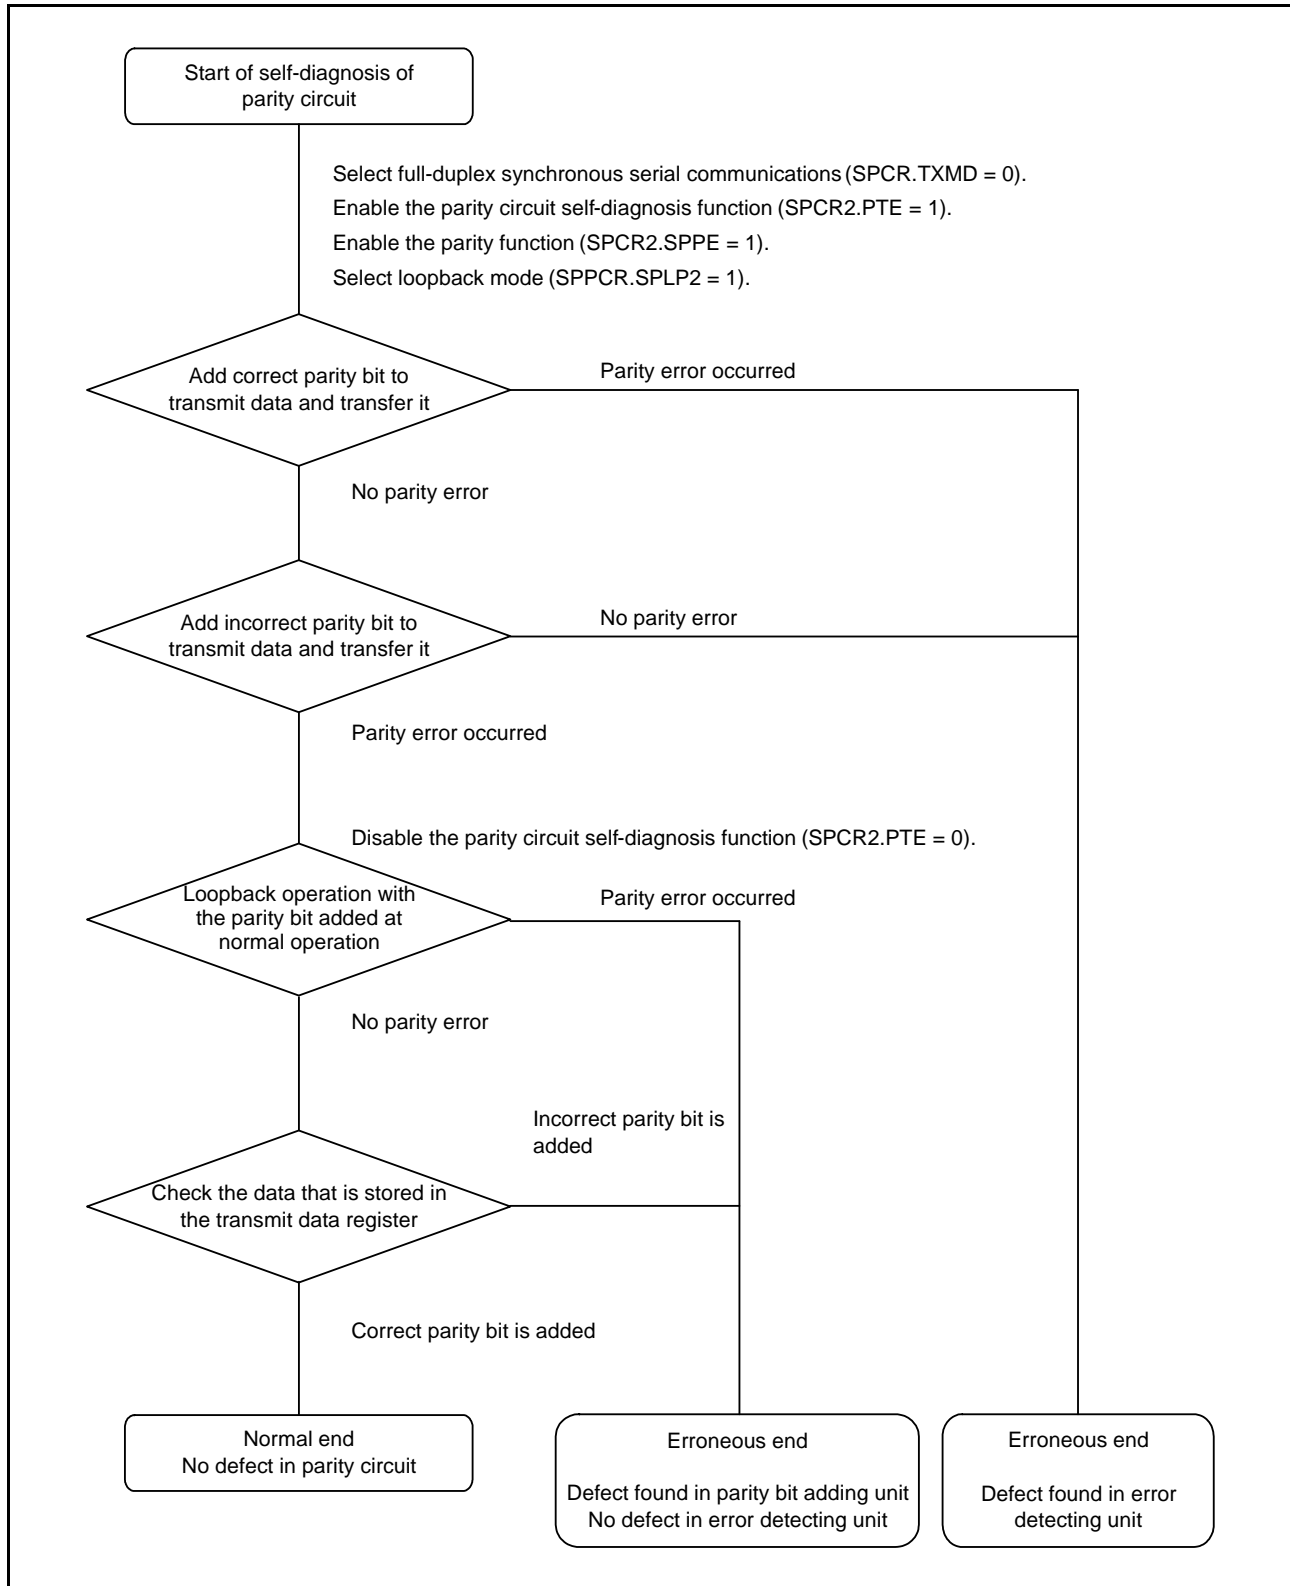 Start of self-diagnosis of
parity circuit
Select full-duplex synchronous serial communications (SPCR.TXMD = 0).
Enable the parity circuit self-diagnosis function (SPCR2.PTE = 1).
Enable the parity function (SPCR2.SPPE = 1).
Select loopback mode (SPPCR.SPLP2 = 1).
Add correct parity bit to
transmit data and transfer it
Parity error occurred
No parity error
Add incorrect parity bit to
transmit data and transfer it
No parity error
Parity error occurred
Disable the parity circuit self-diagnosis function (SPCR2.PTE = 0).
Loopback operation with
the parity bit added at
normal operation
Parity error occurred
No parity error
Incorrect parity bit is
added
Check the data that is stored in
the transmit data register
Correct parity bit is added
Normal end
No defect in parity circuit
Erroneous end
Defect found in parity bit adding unit
No defect in error detecting unit
Erroneous end
Defect found in error
detecting unit